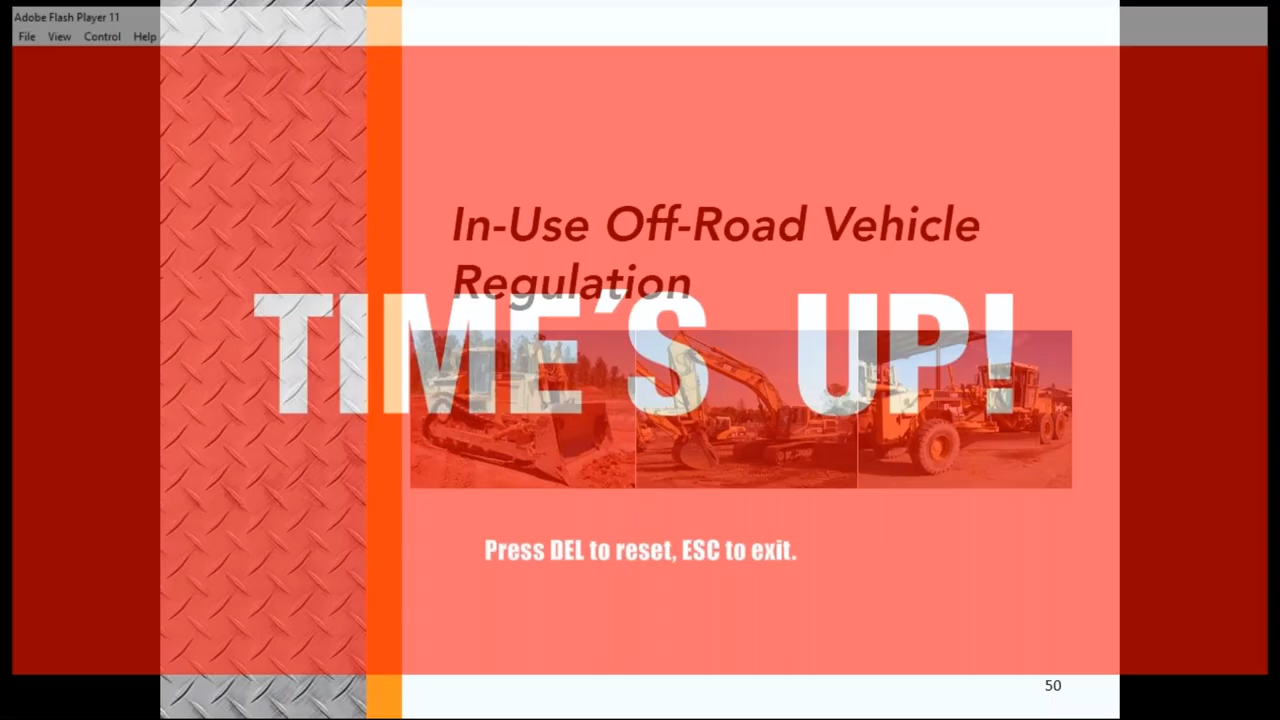 Adobe Flash Player 11
File View Control Help
In-Use Off-Road Vehicle
Regulation
TIME'S UP!
Press DEL to reset, ESC to exit.
50